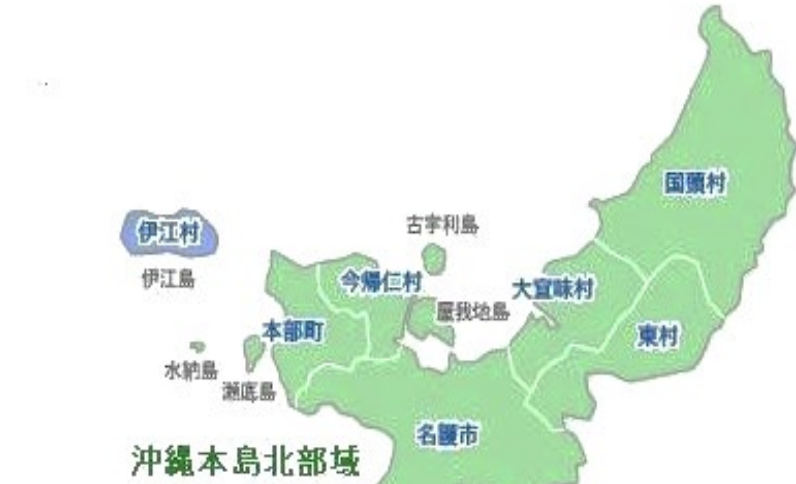 国頭村
伊江村
古宇利島
伊江島
今帰仁村
大宜味村
屋我地島
本部町
東村
水納島
瀬底島
名護市
沖縄本島北部域